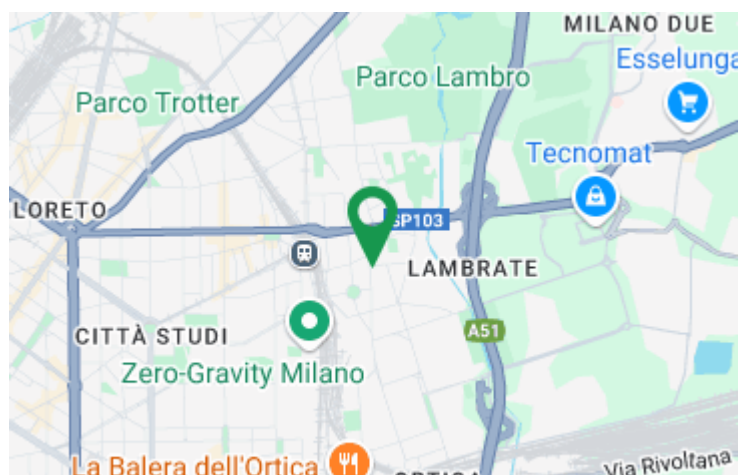 MILANO DUE
Esselunga
Parco Lambro
Parco Trotter
Tecnomat
LORETO
SP103
LAMBRATE
CITTÀ STUDI
A51
Zero-Gravity Milano
La Balera dell'Ortica
ORTICA
Via Rivoltana